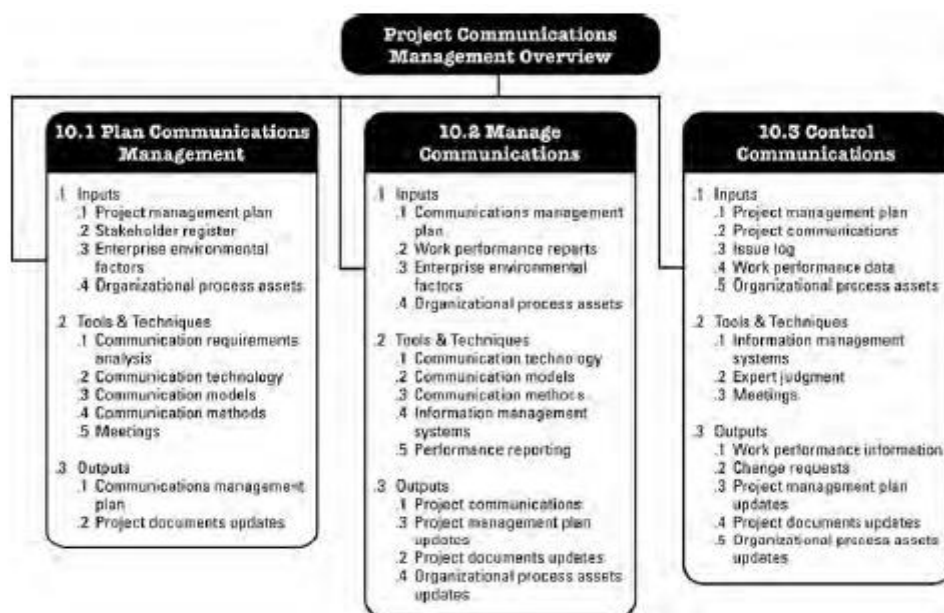 Project Communications
Management Overview
10.1 Plan Communications
Management
.1 Inputs
.1 Project management plan
.2 Stakeholder register
.3 Enterprise environmental
factors
.4 Organizational process assets
.2 Tools & Techniques
.1 Communication requirements
analysis
.2 Communication technology
.3 Communication models
.4 Communication methods
.5 Meetings
.3 Outputs
.1 Communications management
plan
.2 Project documents updates
10.2 Manage
Communications
.1 Inputs
.1 Communications management
plan
.2 Work performance reports
.3 Enterprise environmental
factors
.4 Organizational process assets
.2 Tools & Techniques
.1 Communication technology
.2 Communication models
.3 Communication methods
.4 Information management
systems
.5 Performance reporting
.3 Outputs
.1 Project communications
.3 Project management plan
updates
.2 Project documents updates
.4 Organizational process assets
updates
10.3 Control
Communications
.1 Inputs
.1 Project management plan
.2 Project communications
.3 Issue log
.4 Work performance data
.5 Organizational process assets
.2 Tools & Techniques
.1 Information management
systems
.2 Expert judgment
.3 Meetings
.3 Outputs
.1 Work performance information
.2 Change requests
.3 Project management plan
updates
.4 Project documents updates
.5 Organizational process assets
updates